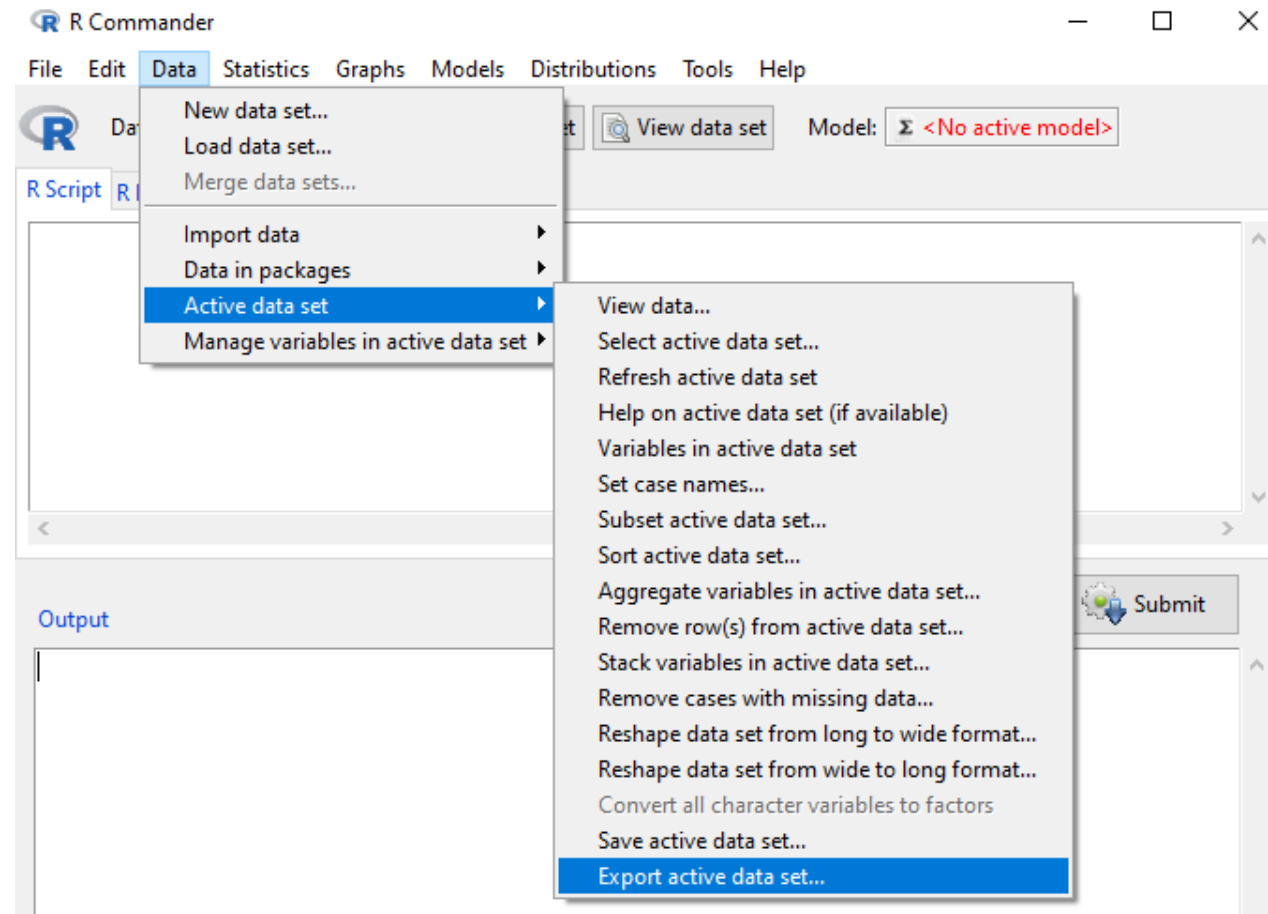 R Commander
File Edit Data Statistics Graphs Models Distributions Tools Help
New data set...
Load data set...
Merge data sets...
Import data
Data in packages
Active data set
Manage variables in active data set
View data set Model: Σ <No active model>
R Script R
View data...
Select active data set...
Refresh active data set
Help on active data set (if available)
Variables in active data set
Set case names...
Subset active data set...
Sort active data set...
Aggregate variables in active data set...
Remove row(s) from active data set...
Stack variables in active data set...
Remove cases with missing data...
Reshape data set from long to wide format...
Reshape data set from wide to long format...
Convert all character variables to factors
Save active data set...
Export active data set...
Submit
Output